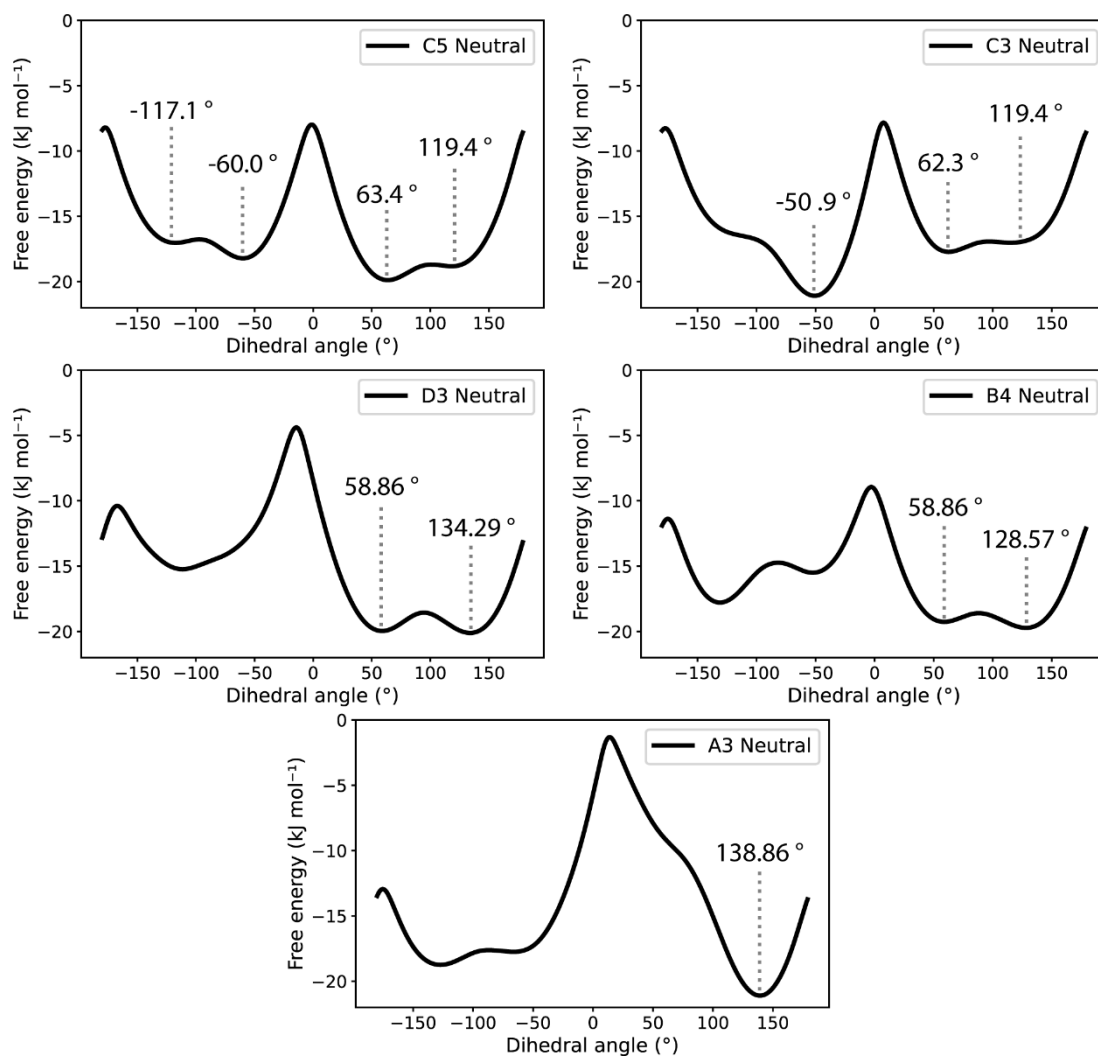 0
−5
−10
−15
−20
Free energy (kJ mol⁻¹)
C5 Neutral
-117.1 °
-60.0 °
63.4 °
119.4 °
−150 −100 −50 0 50 100 150
Dihedral angle (°)
0
−5
−10
−15
−20
Free energy (kJ mol⁻¹)
C3 Neutral
-50 .9 °
62.3 °
119.4 °
−150 −100 −50 0 50 100 150
Dihedral angle (°)
0
−5
−10
−15
−20
Free energy (kJ mol⁻¹)
D3 Neutral
58.86 °
134.29 °
−150 −100 −50 0 50 100 150
Dihedral angle (°)
0
−5
−10
−15
−20
Free energy (kJ mol⁻¹)
B4 Neutral
58.86 °
128.57 °
−150 −100 −50 0 50 100 150
Dihedral angle (°)
0
−5
−10
−15
−20
Free energy (kJ mol⁻¹)
A3 Neutral
138.86 °
−150 −100 −50 0 50 100 150
Dihedral angle (°)